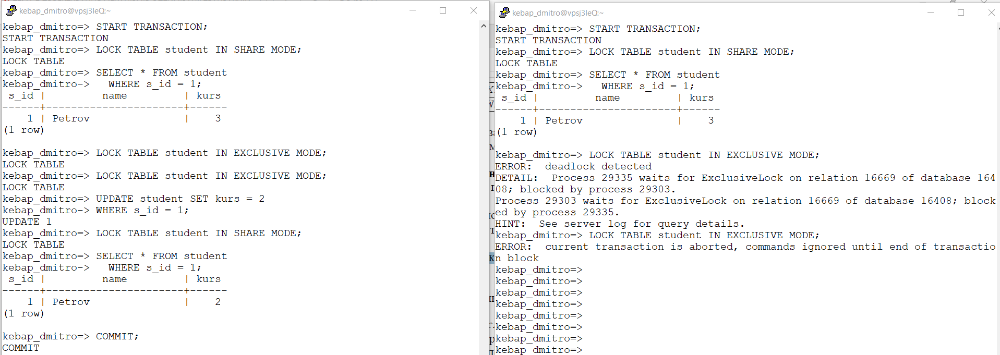 kebap_dmitro@vpsj3IeQ:~
kebap_dmitro=> START TRANSACTION;
START TRANSACTION
kebap_dmitro=> LOCK TABLE student IN SHARE MODE;
LOCK TABLE
kebap_dmitro=> SELECT * FROM student
kebap_dmitro->   WHERE s_id = 1;
 s_id |         name         | kurs
------+----------------------+------
    1 | Petrov               |    3
(1 row)
kebap_dmitro=> LOCK TABLE student IN EXCLUSIVE MODE;
LOCK TABLE
kebap_dmitro=> LOCK TABLE student IN EXCLUSIVE MODE;
LOCK TABLE
kebap_dmitro=> UPDATE student SET kurs = 2
kebap_dmitro-> WHERE s_id = 1;
UPDATE 1
kebap_dmitro=> LOCK TABLE student IN SHARE MODE;
LOCK TABLE
kebap_dmitro=> SELECT * FROM student
kebap_dmitro->   WHERE s_id = 1;
 s_id |         name         | kurs
------+----------------------+------
    1 | Petrov               |    2
(1 row)
kebap_dmitro=> COMMIT;
COMMIT
kebap_dmitro@vpsj3IeQ:~
kebap_dmitro=> START TRANSACTION;
START TRANSACTION
kebap_dmitro=> LOCK TABLE student IN SHARE MODE;
LOCK TABLE
kebap_dmitro=> SELECT * FROM student
kebap_dmitro->   WHERE s_id = 1;
 s_id |         name         | kurs
------+----------------------+------
    1 | Petrov               |    3
(1 row)
kebap_dmitro=> LOCK TABLE student IN EXCLUSIVE MODE;
ERROR:  deadlock detected
DETAIL:  Process 29335 waits for ExclusiveLock on relation 16669 of database 164
08; blocked by process 29303.
Process 29303 waits for ExclusiveLock on relation 16669 of database 16408; block
ed by process 29335.
HINT:  See server log for query details.
kebap_dmitro=> LOCK TABLE student IN EXCLUSIVE MODE;
ERROR:  current transaction is aborted, commands ignored until end of transactio
n block
kebap_dmitro=>
kebap_dmitro=>
kebap_dmitro=>
kebap_dmitro=>
kebap_dmitro=>
kebap_dmitro=>
kebap_dmitro=>
kebap_dmitro=>